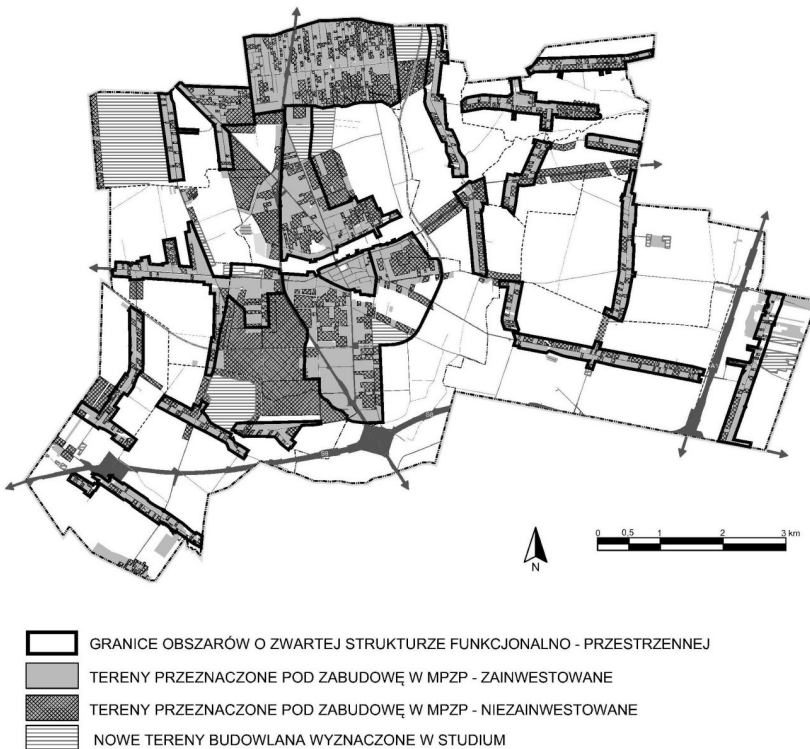 S8
S8
N
0 0,5 1 2 3 km
GRANICE OBSZARÓW O ZWARTEJ STRUKTURZE FUNKCJONALNO - PRZESTRZENNEJ
TERENY PRZEZNACZONE POD ZABUDOWĘ W MPZP - ZAINWESTOWANE
TERENY PRZEZNACZONE POD ZABUDOWĘ W MPZP - NIEZAINWESTOWANE
NOWE TERENY BUDOWLANA WYZNACZONE W STUDIUM